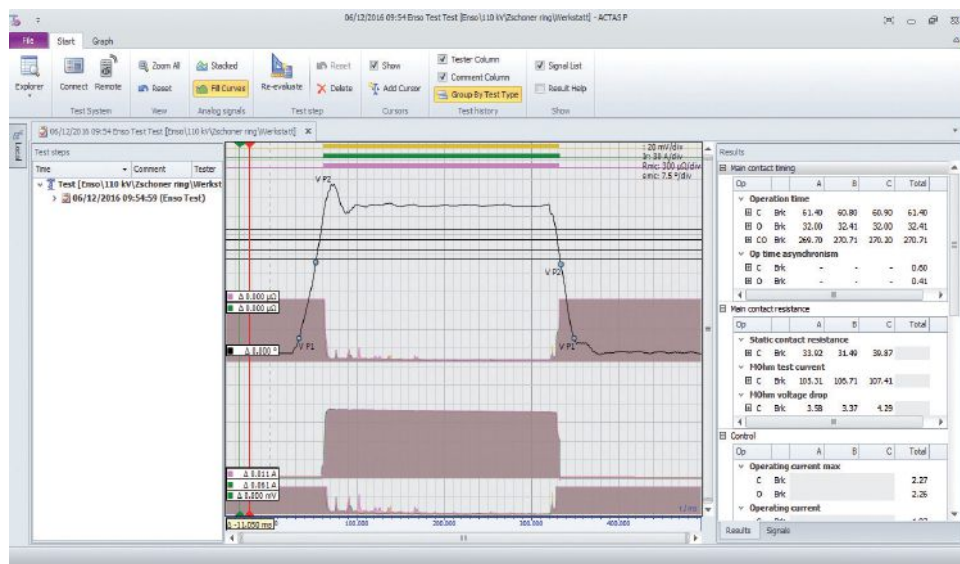 06/12/2016 09:54 Enso Test Test [Enso\110 kV\Zschoner ring\Werkstatt] - ACTAS P
File Start Graph
Explorer
Connect Remote
Test System
Zoom All
Reset
View
Stacked
Fill Curves
Analog signals
Re-evaluate
Reset
Delete
Test step
Show
Add Cursor
Cursors
Tester Column
Comment Column
Group By Test Type
Test history
Signal List
Result Help
Show
Local
06/12/2016 09:54 Enso Test Test [Enso\110 kV\Zschoner ring\Werkstatt]
Test steps
Time Comment Tester
Test [Enso\110 kV\Zschoner ring\Werkst
06/12/2016 09:54:59 (Enso Test)
: 20 mV/div
In 30 A/div
Rmic: 300 µΩ/div
smc: 7.5 °/div
V P2
V P2
Δ 0.000 µΩ
Δ 0.000 µΩ
Δ 0.000 °
V P1
V P1
Δ 0.011 A
Δ 0.051 A
Δ 0.000 mV
Δ -11.050 ms
100.000 200.000 300.000 400.000
t / ms
Results
Main contact timing
Op A B C Total
Operation time
C Brk 61.40 60.80 60.90 61.40
O Brk 32.00 32.41 32.00 32.41
CO Brk 269.70 270.71 270.20 270.71
Op time asynchronism
C Brk - - - 0.60
O Brk - - - 0.41
Main contact resistance
Op A B C Total
Static contact resistance
C Brk 33.92 31.49 39.87
MOhm test current
C Brk 105.31 106.71 107.41
MOhm voltage drop
C Brk 3.58 3.37 4.29
Control
Op A B C Total
Operating current max
C Brk 2.27
O Brk 2.26
Operating current
Results Signals